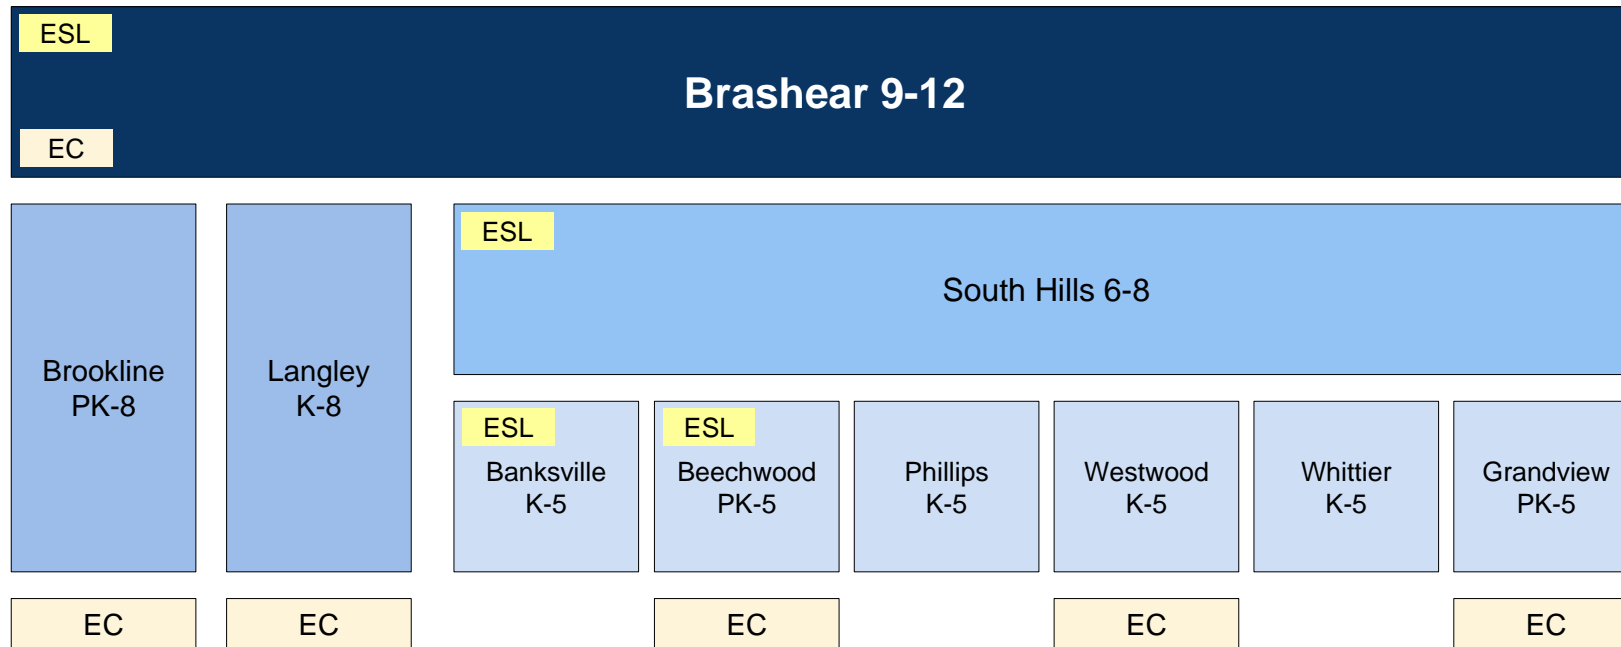 ESL
Brashear 9-12
EC
Brookline
PK-8
Langley
K-8
ESL
South Hills 6-8
ESL
Banksville
K-5
ESL
Beechwood
PK-5
Phillips
K-5
Westwood
K-5
Whittier
K-5
Grandview
PK-5
EC
EC
EC
EC
EC